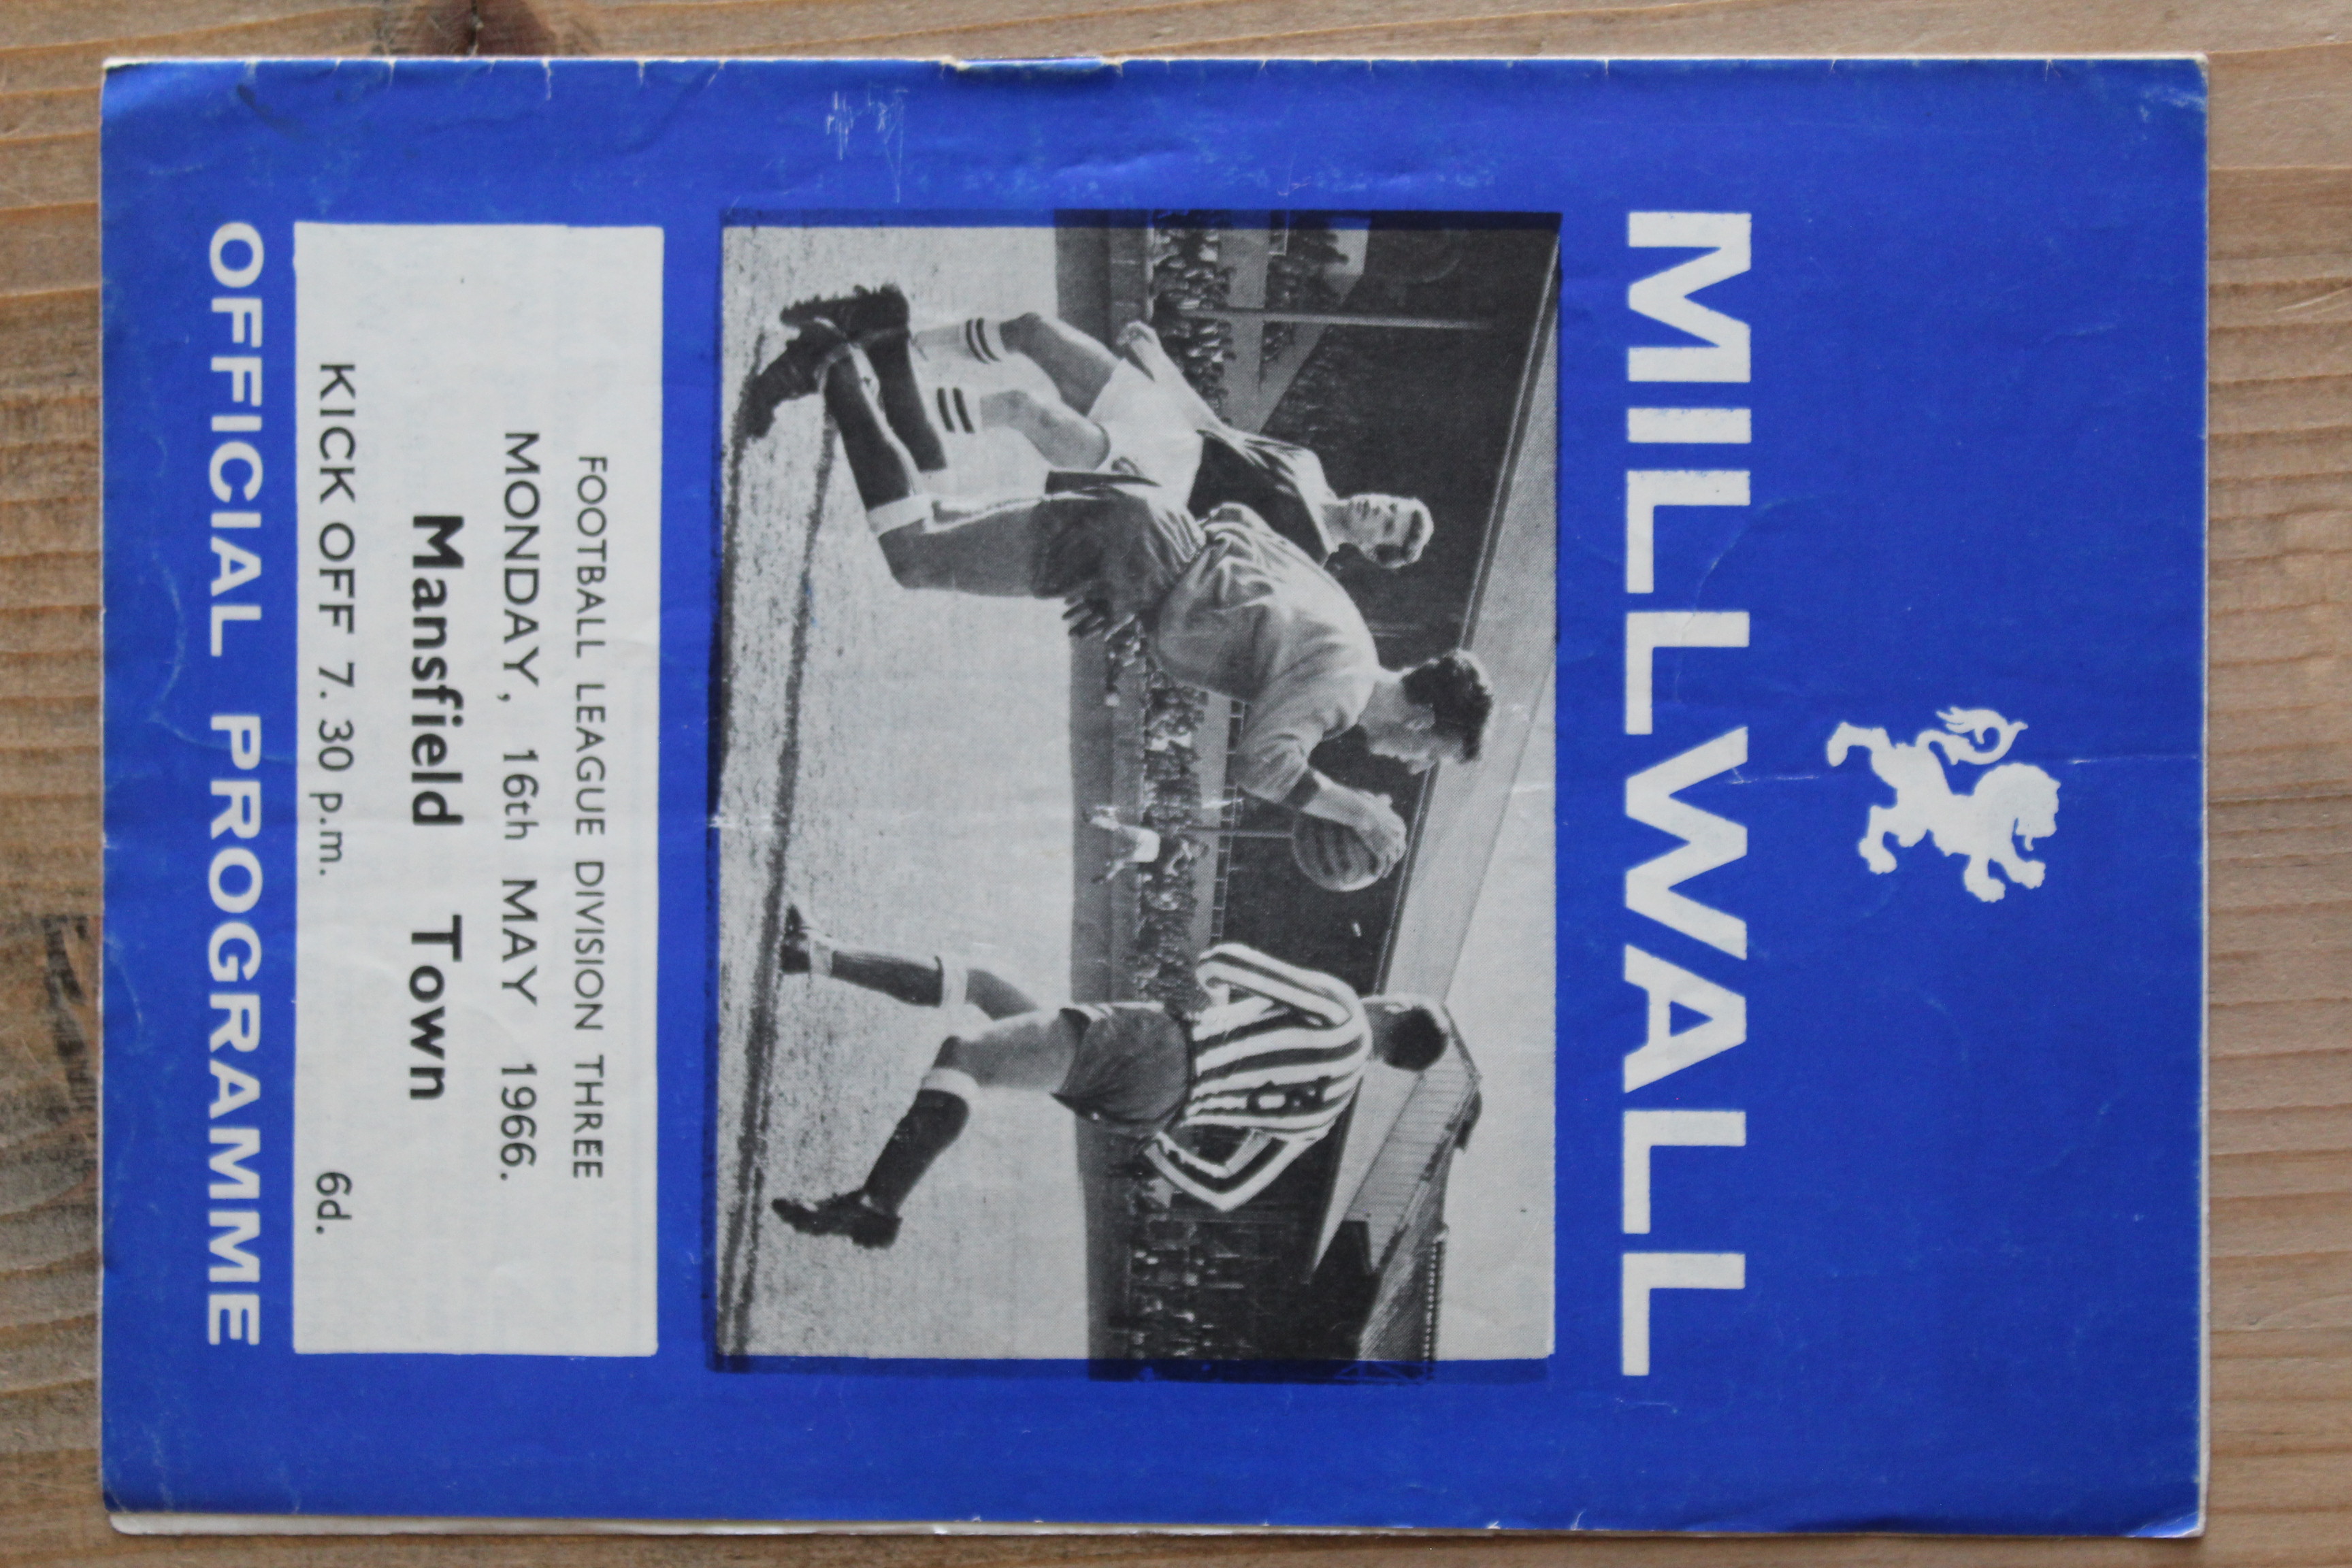 MILLWALL
FOOTBALL LEAGUE DIVISION THREE
MONDAY, 16th MAY 1966.
Mansfield Town
KICK OFF 7. 30 p.m. 6d.
OFFICIAL PROGRAMME